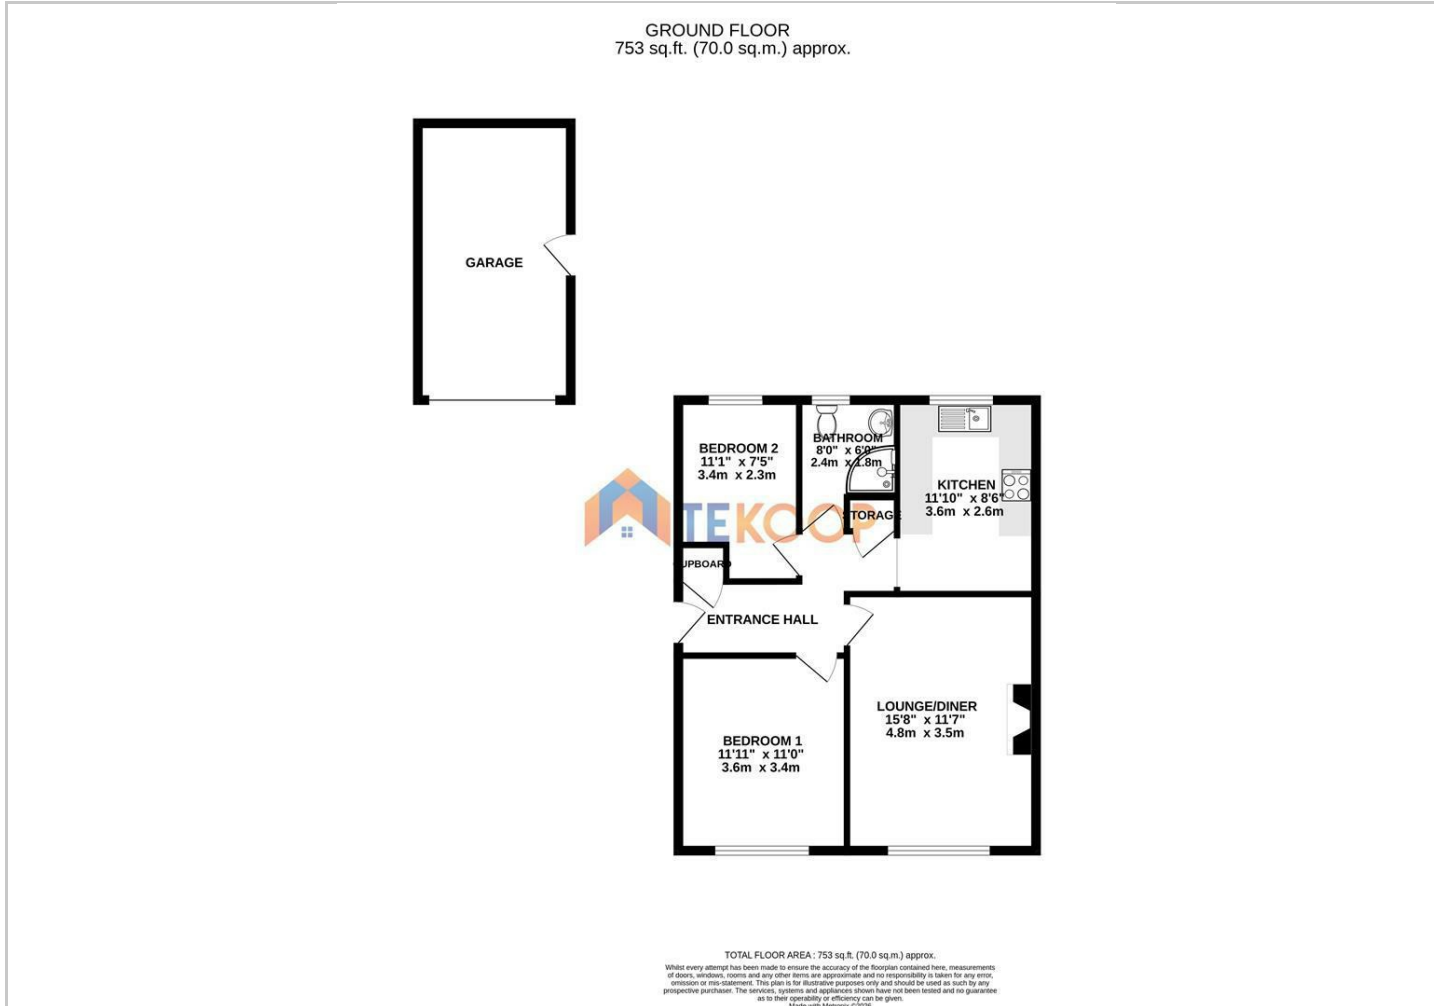 GROUND FLOOR
753 sq.ft. (70.0 sq.m.) approx.
GARAGE
BEDROOM 2
11'1" x 7'5"
3.4m x 2.3m
BATHROOM
8'0" x 6'0"
2.4m x 1.8m
KITCHEN
11'10" x 8'6"
3.6m x 2.6m
STORAGE
TEKOOP
CUPBOARD
ENTRANCE HALL
LOUNGE/DINER
15'8" x 11'7"
4.8m x 3.5m
BEDROOM 1
11'11" x 11'0"
3.6m x 3.4m
TOTAL FLOOR AREA : 753 sq.ft. (70.0 sq.m.) approx.
Whilst every attempt has been made to ensure the accuracy of the floorplan contained here, measurements
of doors, windows, rooms and any other items are approximate and no responsibility is taken for any error,
omission or mis-statement. This plan is for illustrative purposes only and should be used as such by any
prospective purchaser. The services, systems and appliances shown have not been tested and no guarantee
as to their operability or efficiency can be given.
Made with Metropix ©2026